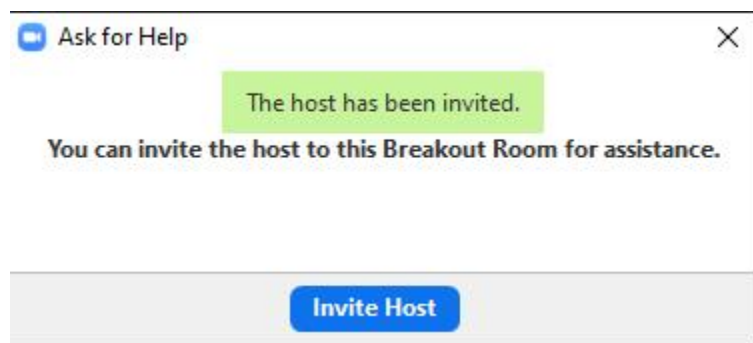 Ask for Help
The host has been invited.
You can invite the host to this Breakout Room for assistance.
Invite Host